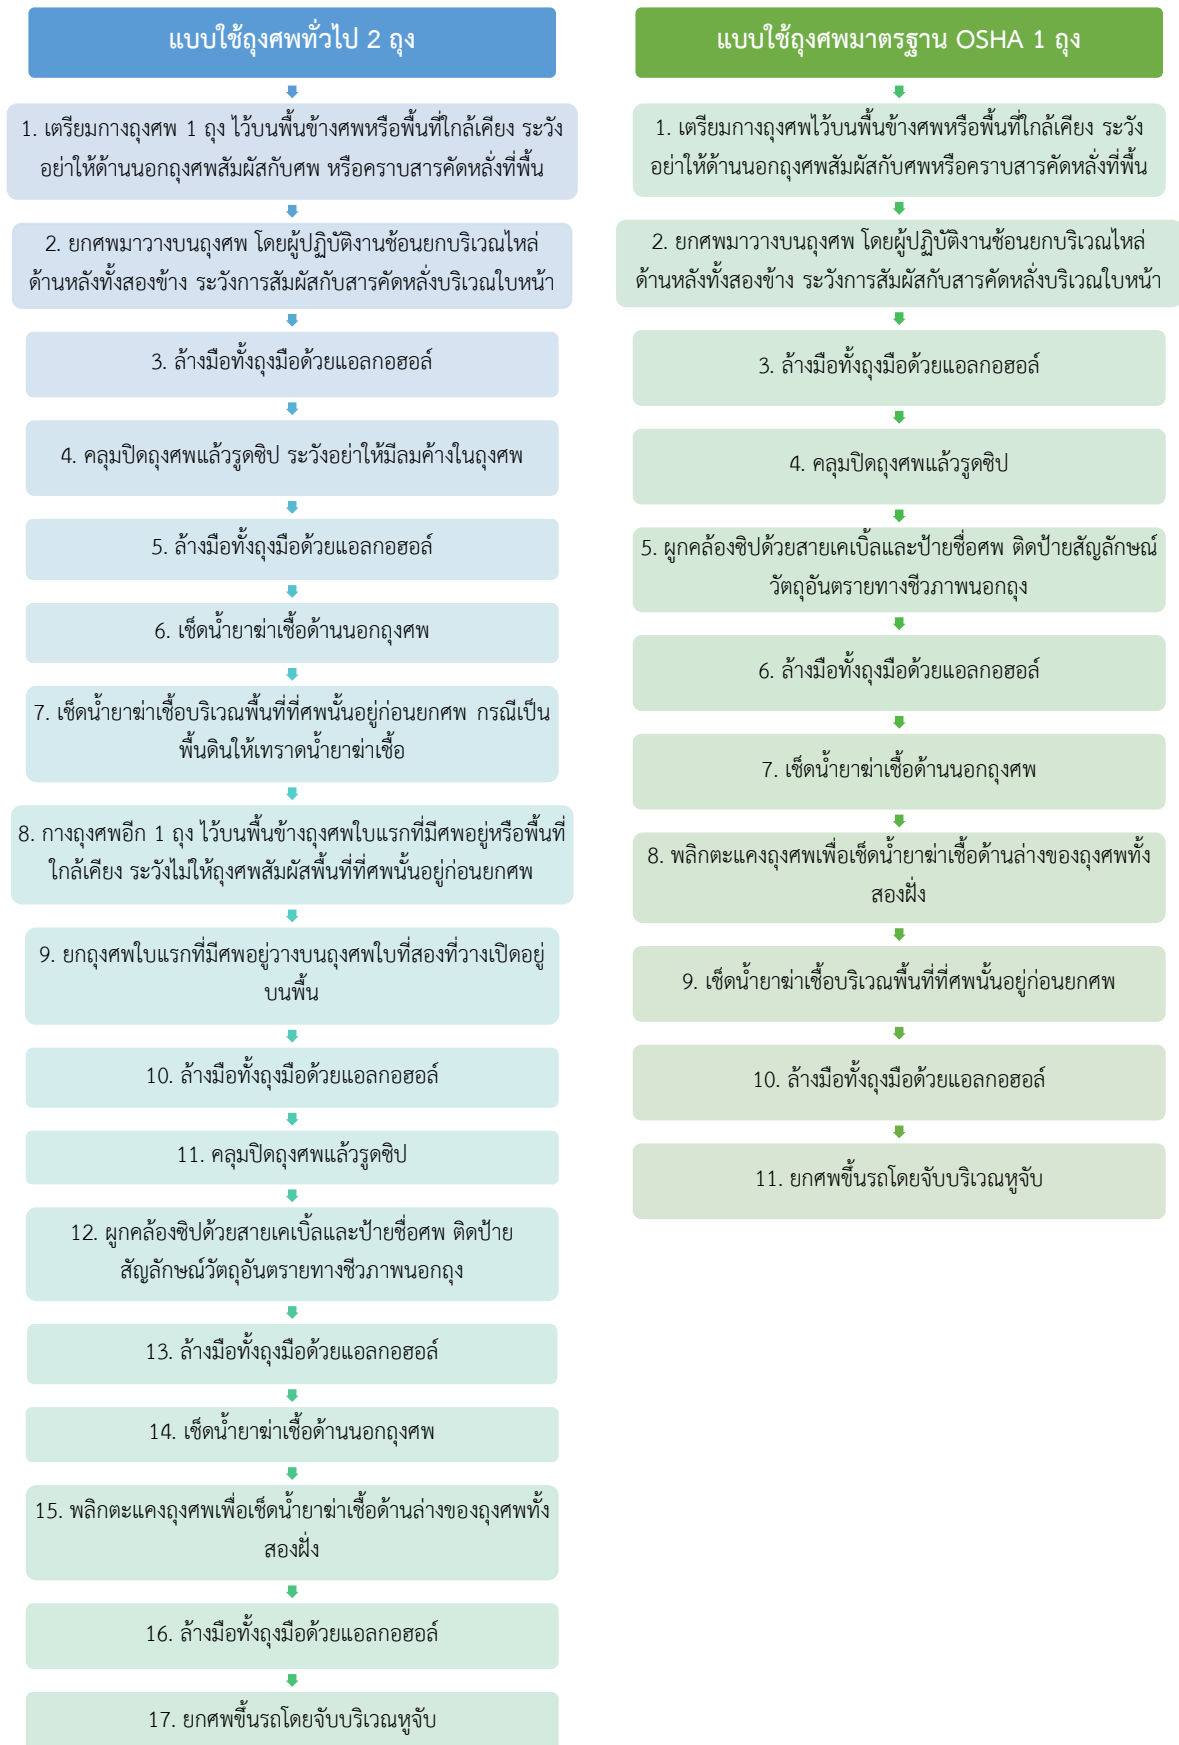 แบบใช้ถุงศพทั่วไป 2 ถุง
1. เตรียมกางถุงศพ 1 ถุง ไว้บนพื้นข้างศพหรือพื้นที่ใกล้เคียง ระวัง
อย่าให้ด้านนอกถุงศพสัมผัสกับศพ หรือคราบสารคัดหลั่งที่พื้น
2. ยกศพมาวางบนถุงศพ โดยผู้ปฏิบัติงานช้อนยกบริเวณไหล่
ด้านหลังทั้งสองข้าง ระวังการสัมผัสกับสารคัดหลั่งบริเวณใบหน้า
3. ล้างมือทั้งถุงมือด้วยแอลกอฮอล์
4. คลุมปิดถุงศพแล้วรูดซิป ระวังอย่าให้มีลมค้างในถุงศพ
5. ล้างมือทั้งถุงมือด้วยแอลกอฮอล์
6. เช็ดน้ำยาฆ่าเชื้อด้านนอกถุงศพ
7. เช็ดน้ำยาฆ่าเชื้อบริเวณพื้นที่ที่ศพนั้นอยู่ก่อนยกศพ กรณีเป็น
พื้นดินให้เทราดน้ำยาฆ่าเชื้อ
8. กางถุงศพอีก 1 ถุง ไว้บนพื้นข้างถุงศพใบแรกที่มีศพอยู่หรือพื้นที่
ใกล้เคียง ระวังไม่ให้ถุงศพสัมผัสพื้นที่ที่ศพนั้นอยู่ก่อนยกศพ
9. ยกถุงศพใบแรกที่มีศพอยู่วางบนถุงศพใบที่สองที่วางเปิดอยู่
บนพื้น
10. ล้างมือทั้งถุงมือด้วยแอลกอฮอล์
11. คลุมปิดถุงศพแล้วรูดซิป
12. ผูกคล้องซิปด้วยสายเคเบิ้ลและป้ายชื่อศพ ติดป้าย
สัญลักษณ์วัตถุอันตรายทางชีวภาพนอกถุง
13. ล้างมือทั้งถุงมือด้วยแอลกอฮอล์
14. เช็ดน้ำยาฆ่าเชื้อด้านนอกถุงศพ
15. พลิกตะแคงถุงศพเพื่อเช็ดน้ำยาฆ่าเชื้อด้านล่างของถุงศพทั้ง
สองฝั่ง
16. ล้างมือทั้งถุงมือด้วยแอลกอฮอล์
17. ยกศพขึ้นรถโดยจับบริเวณหูจับ
แบบใช้ถุงศพมาตรฐาน OSHA 1 ถุง
1. เตรียมกางถุงศพไว้บนพื้นข้างศพหรือพื้นที่ใกล้เคียง ระวัง
อย่าให้ด้านนอกถุงศพสัมผัสกับศพหรือคราบสารคัดหลั่งที่พื้น
2. ยกศพมาวางบนถุงศพ โดยผู้ปฏิบัติงานช้อนยกบริเวณไหล่
ด้านหลังทั้งสองข้าง ระวังการสัมผัสกับสารคัดหลั่งบริเวณใบหน้า
3. ล้างมือทั้งถุงมือด้วยแอลกอฮอล์
4. คลุมปิดถุงศพแล้วรูดซิป
5. ผูกคล้องซิปด้วยสายเคเบิ้ลและป้ายชื่อศพ ติดป้ายสัญลักษณ์
วัตถุอันตรายทางชีวภาพนอกถุง
6. ล้างมือทั้งถุงมือด้วยแอลกอฮอล์
7. เช็ดน้ำยาฆ่าเชื้อด้านนอกถุงศพ
8. พลิกตะแคงถุงศพเพื่อเช็ดน้ำยาฆ่าเชื้อด้านล่างของถุงศพทั้ง
สองฝั่ง
9. เช็ดน้ำยาฆ่าเชื้อบริเวณพื้นที่ที่ศพนั้นอยู่ก่อนยกศพ
10. ล้างมือทั้งถุงมือด้วยแอลกอฮอล์
11. ยกศพขึ้นรถโดยจับบริเวณหูจับ